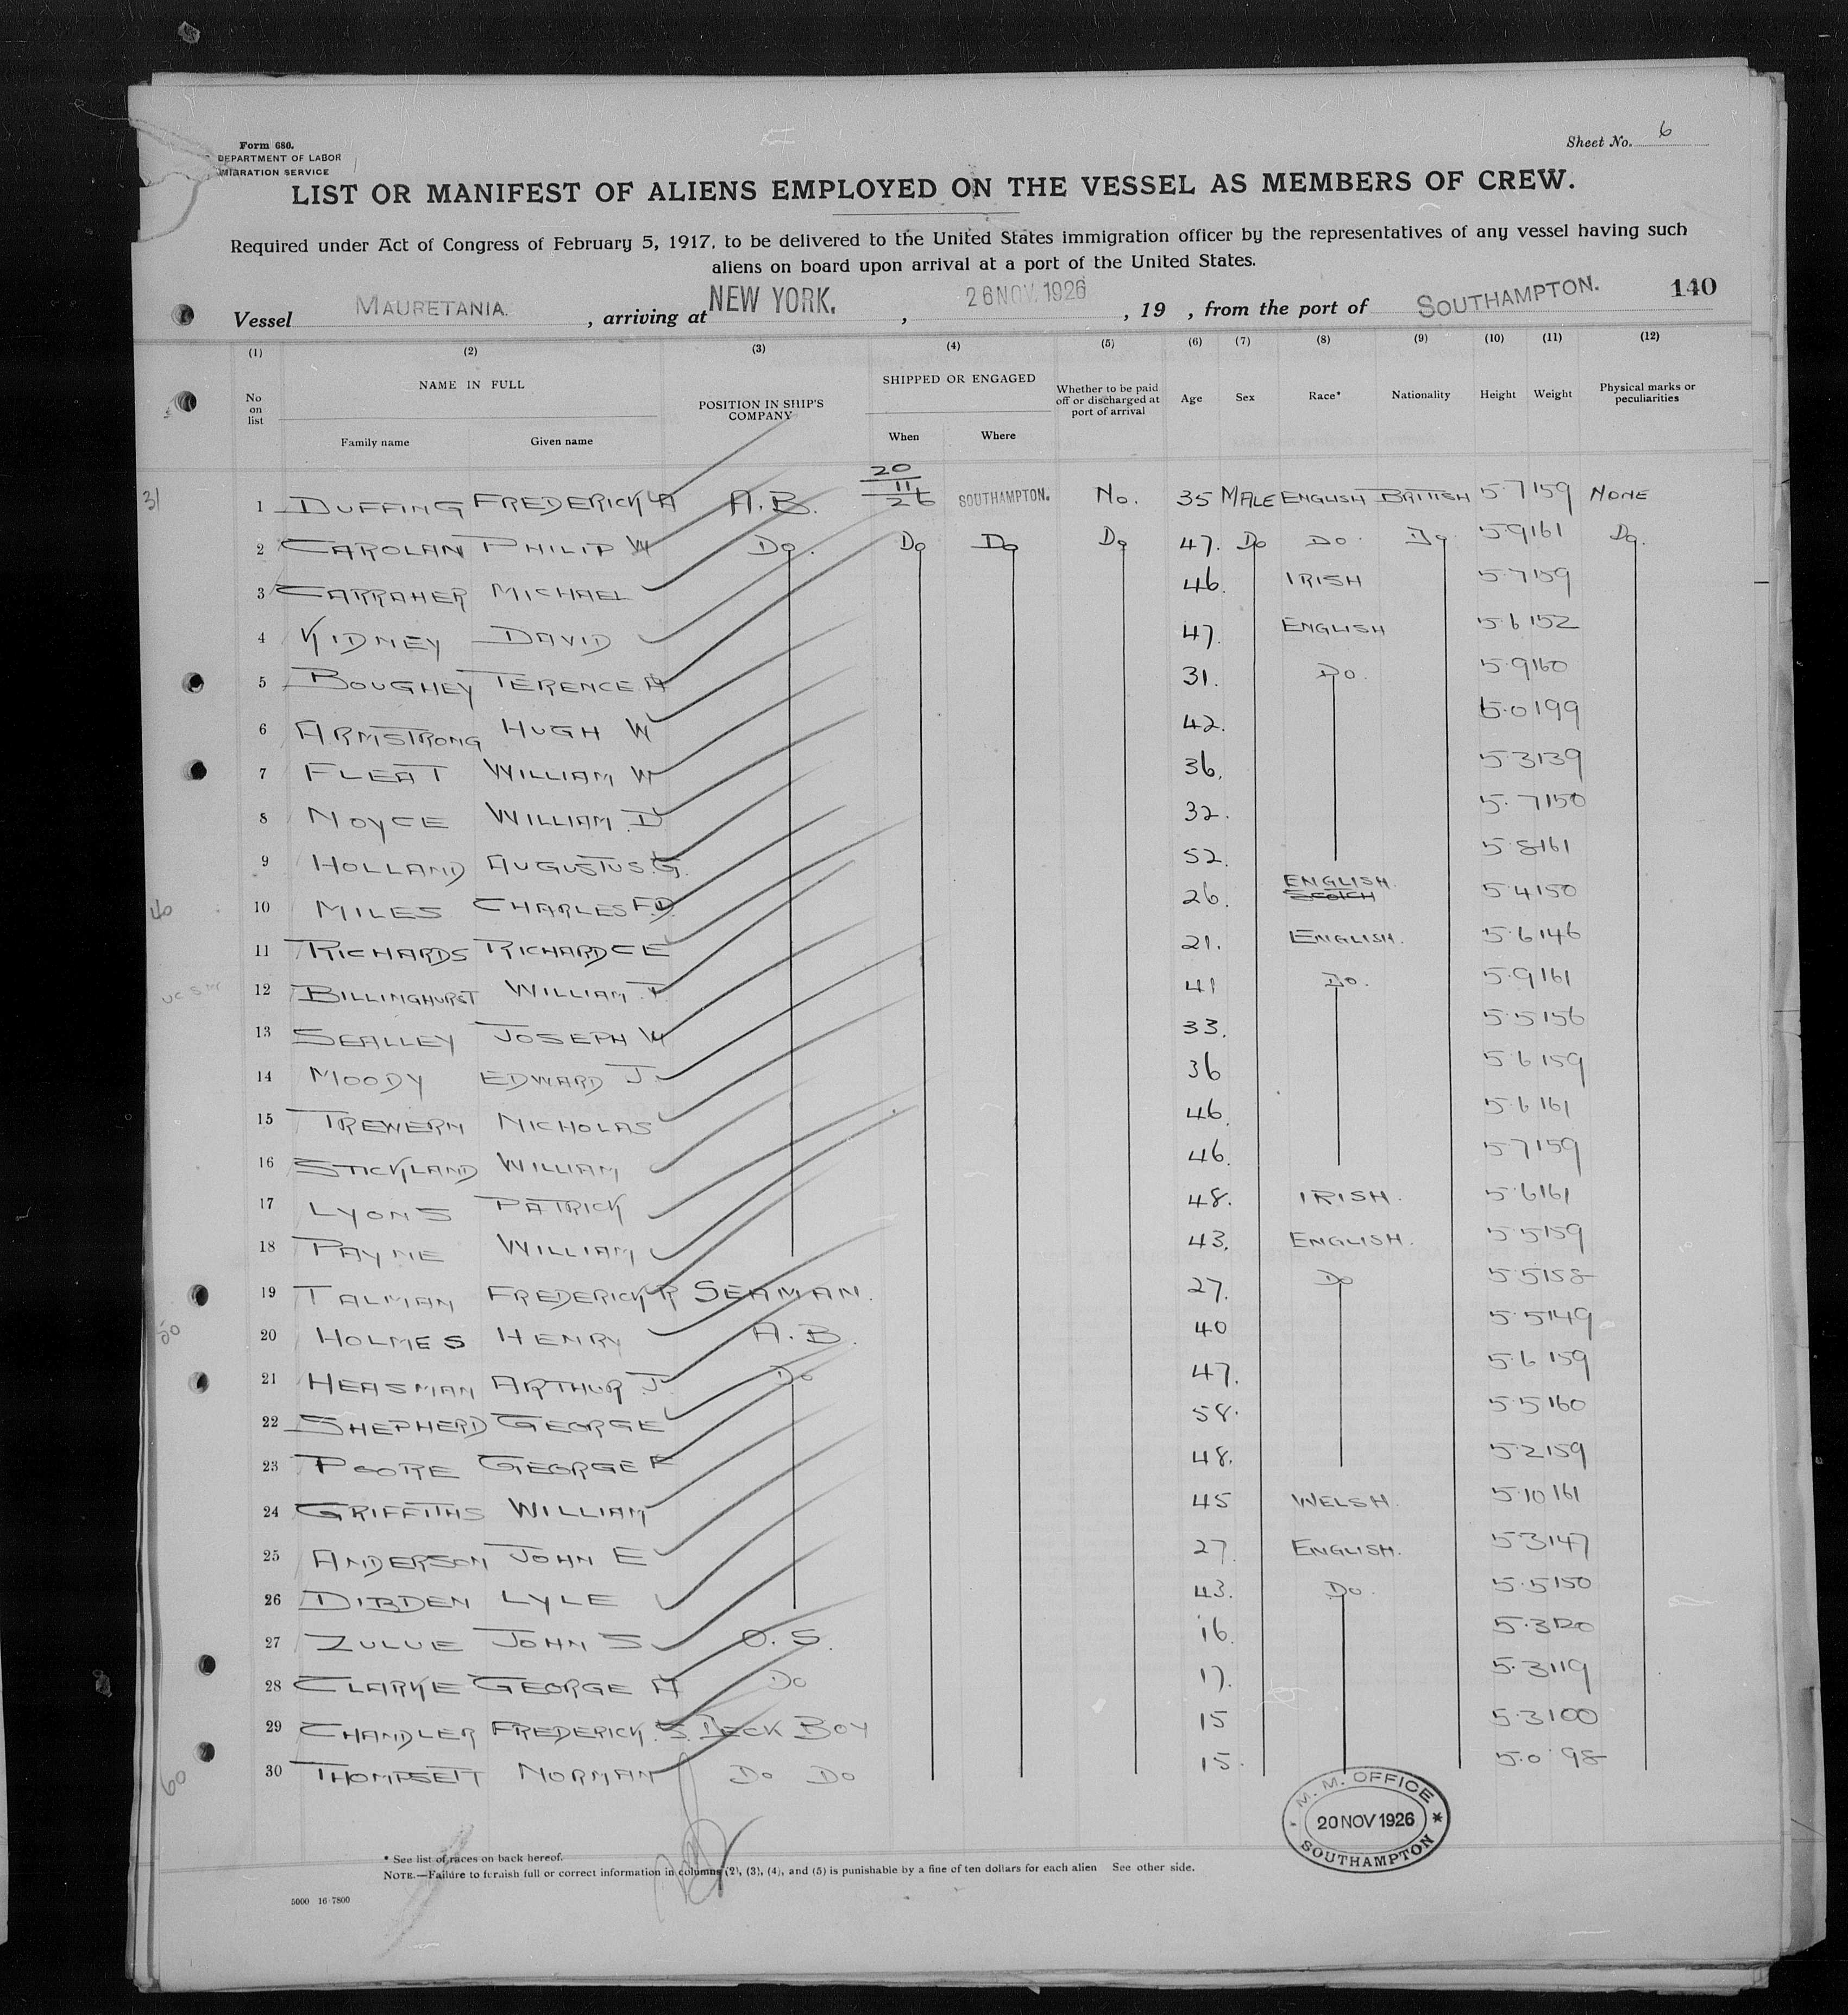 Form 680.
Sheet No. 6
DEPARTMENT OF LABOR
MIGRATION SERVICE
LIST OR MANIFEST OF ALIENS EMPLOYED ON THE VESSEL AS MEMBERS OF CREW.
Required under Act of Congress of February 5, 1917, to be delivered to the United States immigration officer by the representatives of any vessel having such
aliens on board upon arrival at a port of the United States.
Vessel MAURETANIA. , arriving at NEW YORK. , 26 NOV. 1926 , 19 , from the port of SOUTHAMPTON. 140
(1) (2) (3) (4) (5) (6) (7) (8) (9) (10) (11) (12)
No on list NAME IN FULL Family name Given name POSITION IN SHIP'S COMPANY SHIPPED OR ENGAGED When Where Whether to be paid off or discharged at port of arrival Age Sex Race* Nationality Height Weight Physical marks or peculiarities
31 1 DUFFING FREDERICK A A.B. 20/11/26 SOUTHAMPTON. No. 35 MALE ENGLISH BRITISH 5.7 159 NONE
2 CAROLAN PHILIP W Do. Do Do Do 47. Do Do. Do 5.9 161 Do.
3 CARRAHER MICHAEL 46. IRISH 5.7 159
4 KIDNEY DAVID 47. ENGLISH 5.6 152
5 BOUGHEY TERENCE A 31. Do. 5.9 160
6 ARMSTRONG HUGH W 42. 6.0 199
7 FLEAT WILLIAM W 36. 5.3 139
8 NOYCE WILLIAM D 32. 5.7 150
9 HOLLAND AUGUSTUS.G. 52. 5.8 161
40 10 MILES CHARLES F.D. 26. ENGLISH. SCOTCH 5.4 150
11 RICHARDS RICHARD C E 21. ENGLISH. 5.6 146
12 BILLINGHURST WILLIAM.T. 41 Do. 5.9 161
13 SEALLEY JOSEPH W 33. 5.5 156
14 MOODY EDWARD J. 36 5.6 159
15 TREWERN NICHOLAS 46. 5.6 161
16 STICKLAND WILLIAM 46. 5.7 159
17 LYONS PATRICK 48. IRISH. 5.6 161
18 PAYNE WILLIAM 43. ENGLISH. 5.5 159
19 TALMAN FREDERICK R SEAMAN. 27. Do 5.5 158
50 20 HOLMES HENRY A.B. 40 5.5 149
21 HEASMAN ARTHUR J. Do 47. 5.6 159
22 SHEPHERD GEORGE 58. 5.5 160
23 POORE GEORGE F 48. 5.2 159
24 GRIFFITHS WILLIAM 45 WELSH. 5.10 161
25 ANDERSON JOHN E 27. ENGLISH. 5.3 147
26 DIBDEN LYLE 43. Do. 5.5 150
27 ZULUE JOHN S O.S. 16. 5.3 120
28 CLARKE GEORGE A Do 17. 5.3 119
29 CHANDLER FREDERICK.S. DECK BOY 15 5.3 100
60 30 THOMPSETT NORMAN Do Do 15. 5.0 98
M. M. OFFICE
20 NOV 1926
SOUTHAMPTON
* See list of races on back hereof.
NOTE.—Failure to furnish full or correct information in columns (2), (3), (4), and (5) is punishable by a fine of ten dollars for each alien See other side.
5000 16-7800